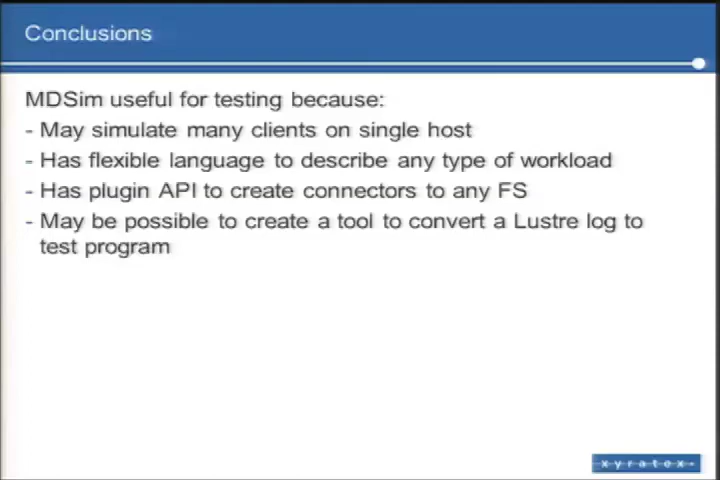 Conclusions
MDSim useful for testing because:
- May simulate many clients on single host
- Has flexible language to describe any type of workload
- Has plugin API to create connectors to any FS
- May be possible to create a tool to convert a Lustre log to
test program
xyratex